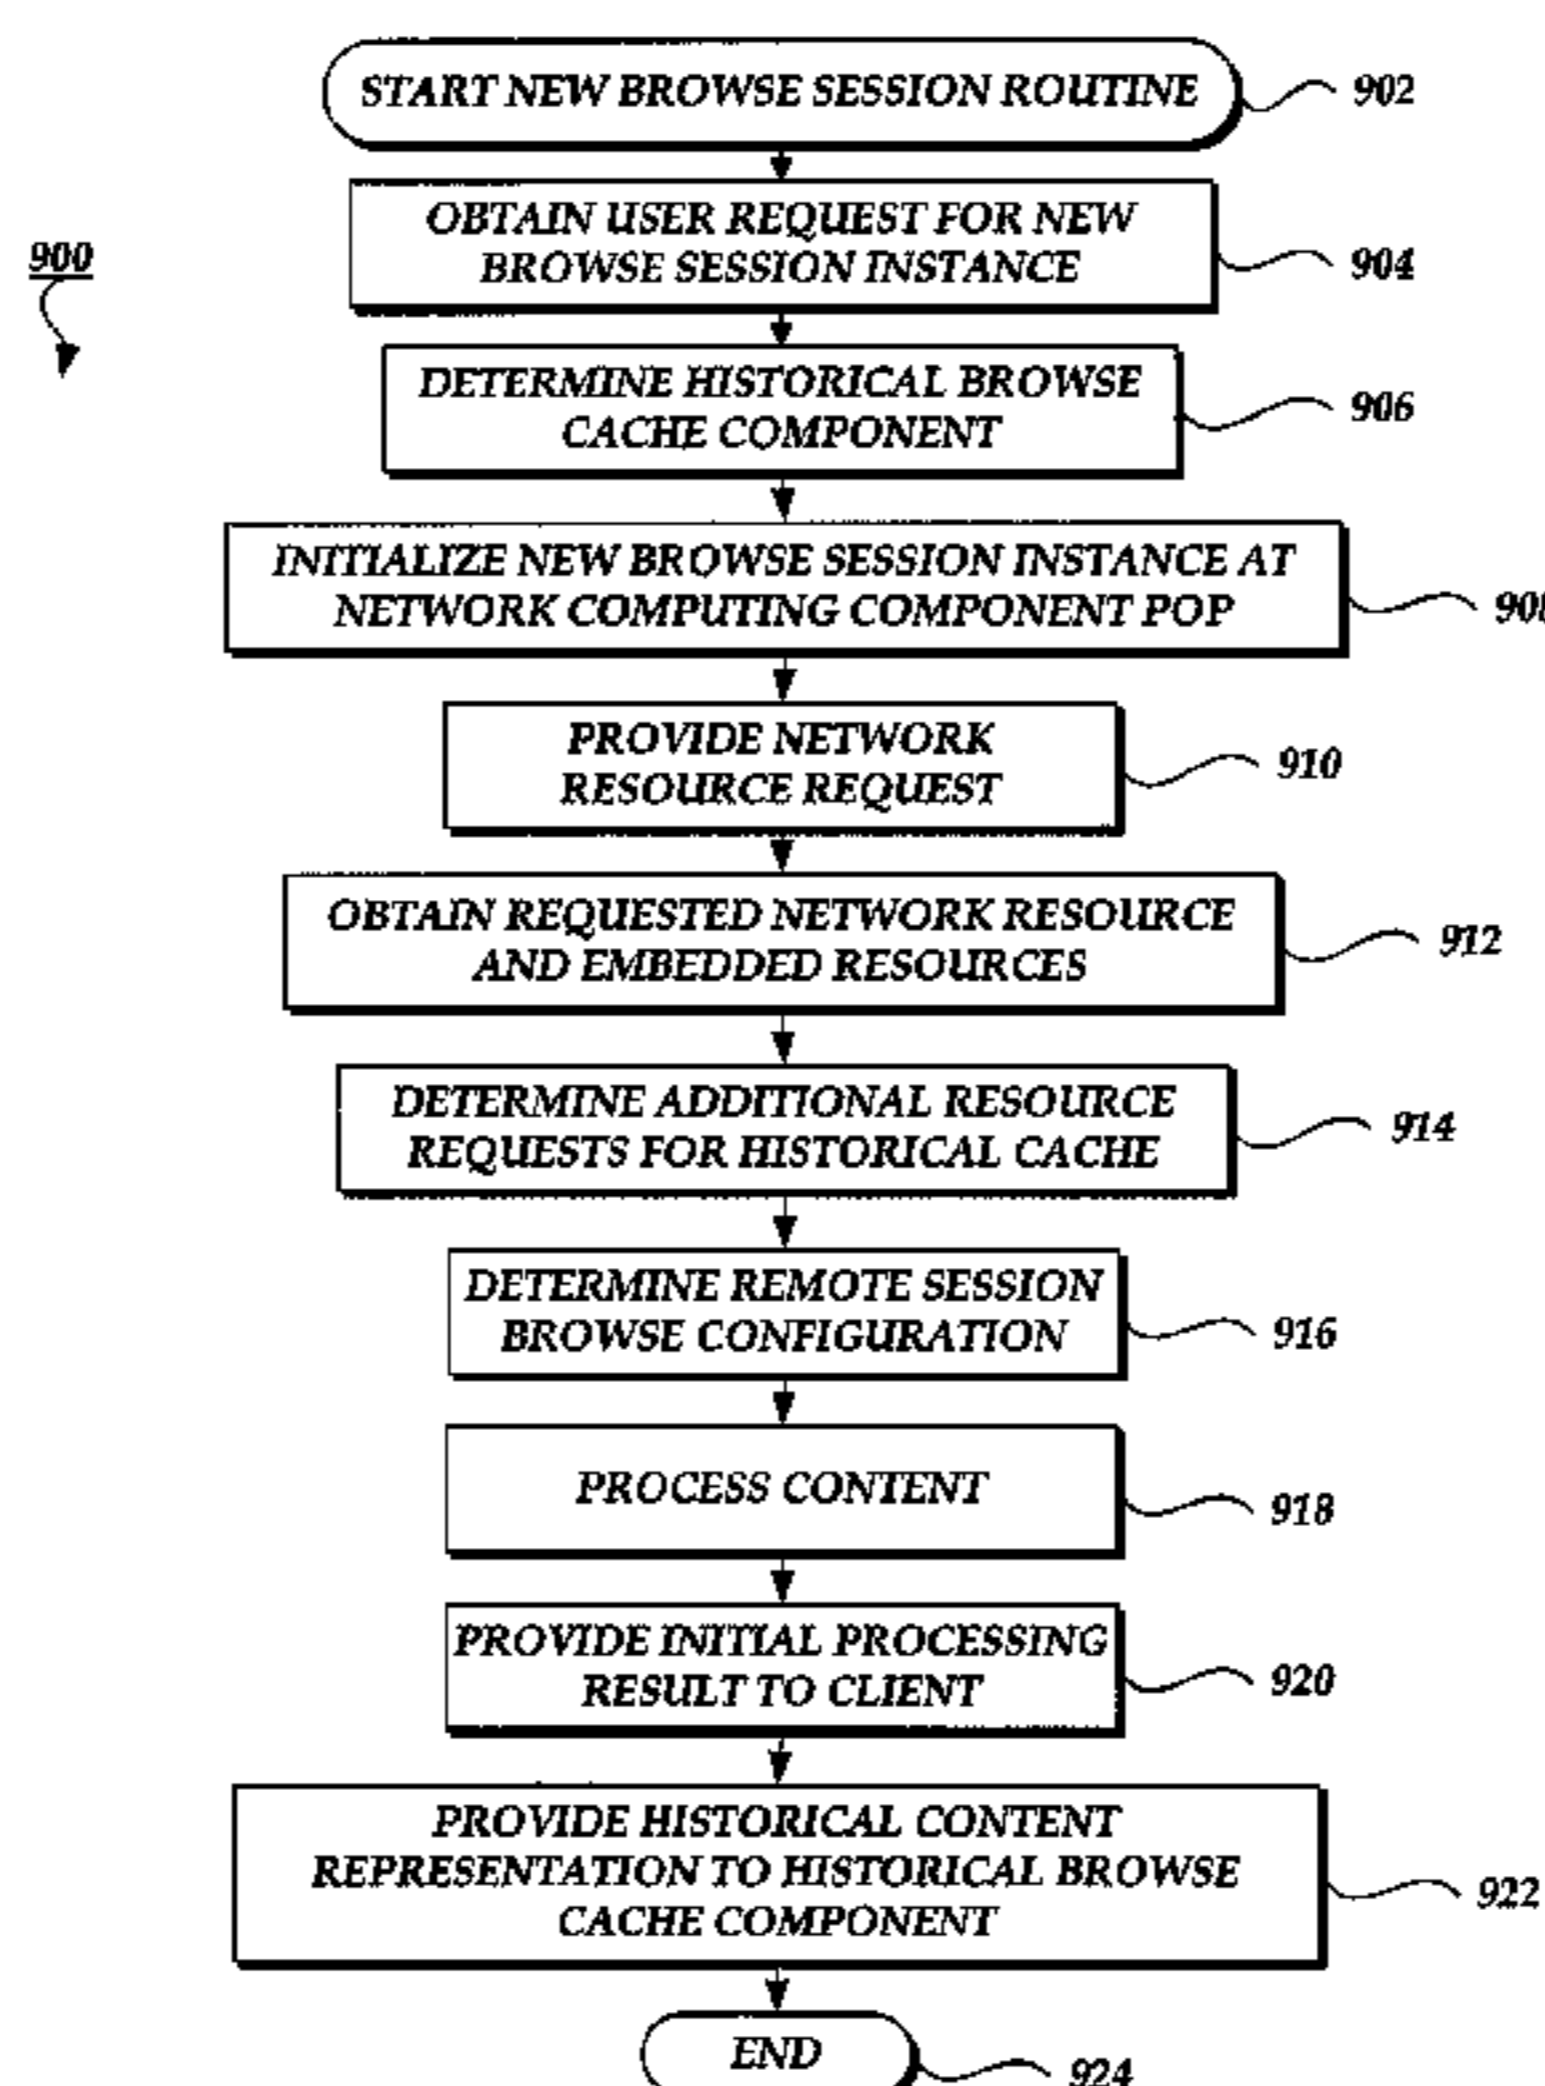 START NEW BROWSE SESSION ROUTINE
902
OBTAIN USER REQUEST FOR NEW
BROWSE SESSION INSTANCE
904
900
DETERMINE HISTORICAL BROWSE
CACHE COMPONENT
906
INITIALIZE NEW BROWSE SESSION INSTANCE AT
NETWORK COMPUTING COMPONENT POP
PROVIDE NETWORK
RESOURCE REQUEST
910
OBTAIN REQUESTED NETWORK RESOURCE
AND EMBEDDED RESOURCES
912
DETERMINE ADDITIONAL RESOURCE
REQUESTS FOR HISTORICAL CACHE
914
DETERMINE REMOTE SESSION
BROWSE CONFIGURATION
916
PROCESS CONTENT
918
PROVIDE INITIAL PROCESSING
RESULT TO CLIENT
920
PROVIDE HISTORICAL CONTENT
REPRESENTATION TO HISTORICAL BROWSE
CACHE COMPONENT
922
END
924